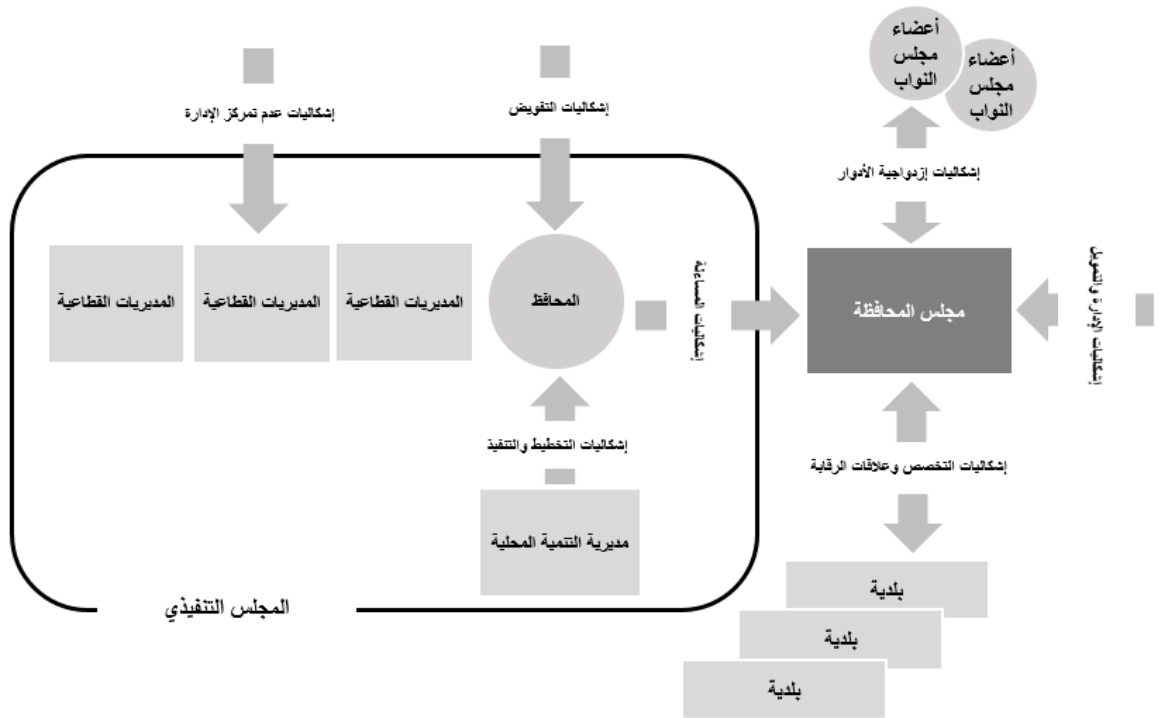 أعضاء
مجلس
النواب
أعضاء
مجلس
النواب
إشكاليات إزدواجية الأدوار
إشكاليات التفويض
إشكاليات عدم تمركز الإدارة
إشكاليات الإدارة والتمويل
مجلس المحافظة
إشكاليات المساءلة
المحافظ
المديريات القطاعية
المديريات القطاعية
المديريات القطاعية
إشكاليات التخطيط والتنفيذ
إشكاليات التخصص وعلاقات الرقابة
مديرية التنمية المحلية
المجلس التنفيذي
بلدية
بلدية
بلدية